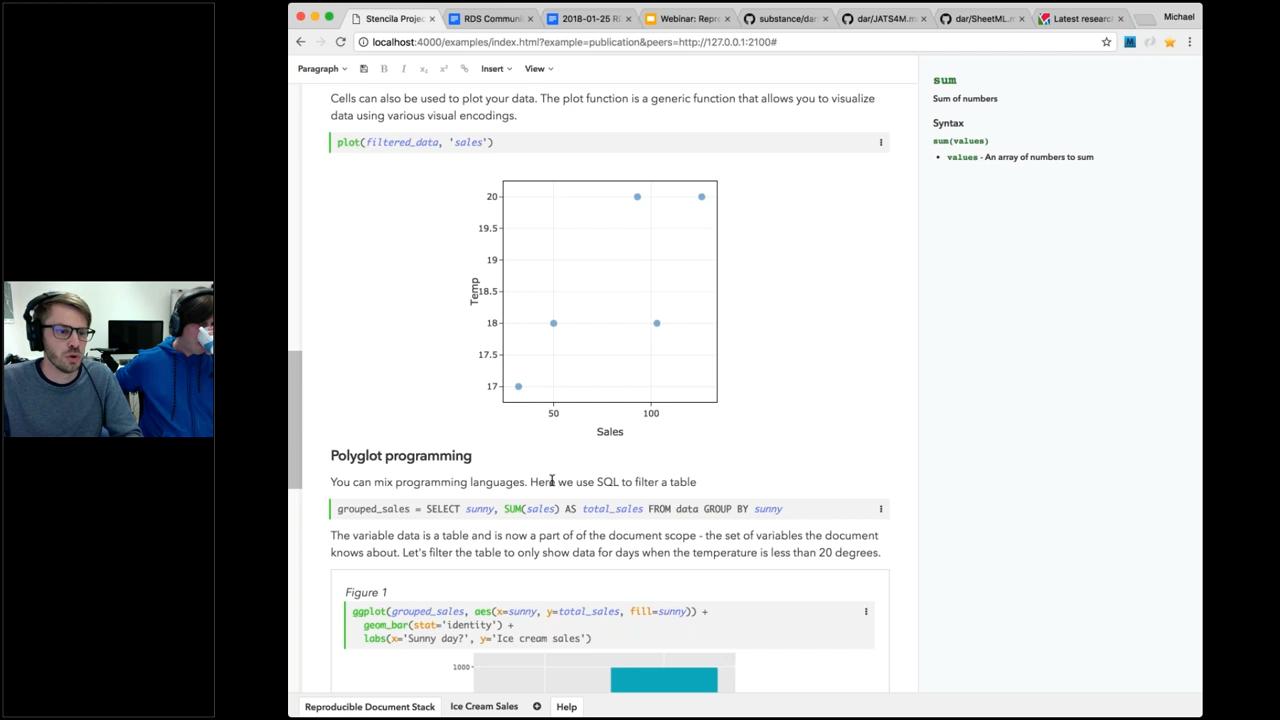 Stencila Proje
RDS Communi
2018-01-25 R
Webinar: Repr
substance/dar
dar/JATS4M.m
dar/SheetML.m
Latest researc
Michael
localhost:4000/examples/index.html?example=publication&peers=http://127.0.0.1:2100#
Paragraph
B I x₂ x² Insert View
Cells can also be used to plot your data. The plot function is a generic function that allows you to visualize
data using various visual encodings.
plot(filtered_data, 'sales')
20
19.5
19
18.5
18
17.5
17
Temp
50 100
Sales
Polyglot programming
You can mix programming languages. Here we use SQL to filter a table
grouped_sales = SELECT sunny, SUM(sales) AS total_sales FROM data GROUP BY sunny
The variable data is a table and is now a part of of the document scope - the set of variables the document
knows about. Let's filter the table to only show data for days when the temperature is less than 20 degrees.
Figure 1
ggplot(grouped_sales, aes(x=sunny, y=total_sales, fill=sunny)) +
geom_bar(stat='identity') +
labs(x='Sunny day?', y='Ice cream sales')
1000
Reproducible Document Stack
Ice Cream Sales
Help
sum
Sum of numbers
Syntax
sum(values)
• values - An array of numbers to sum